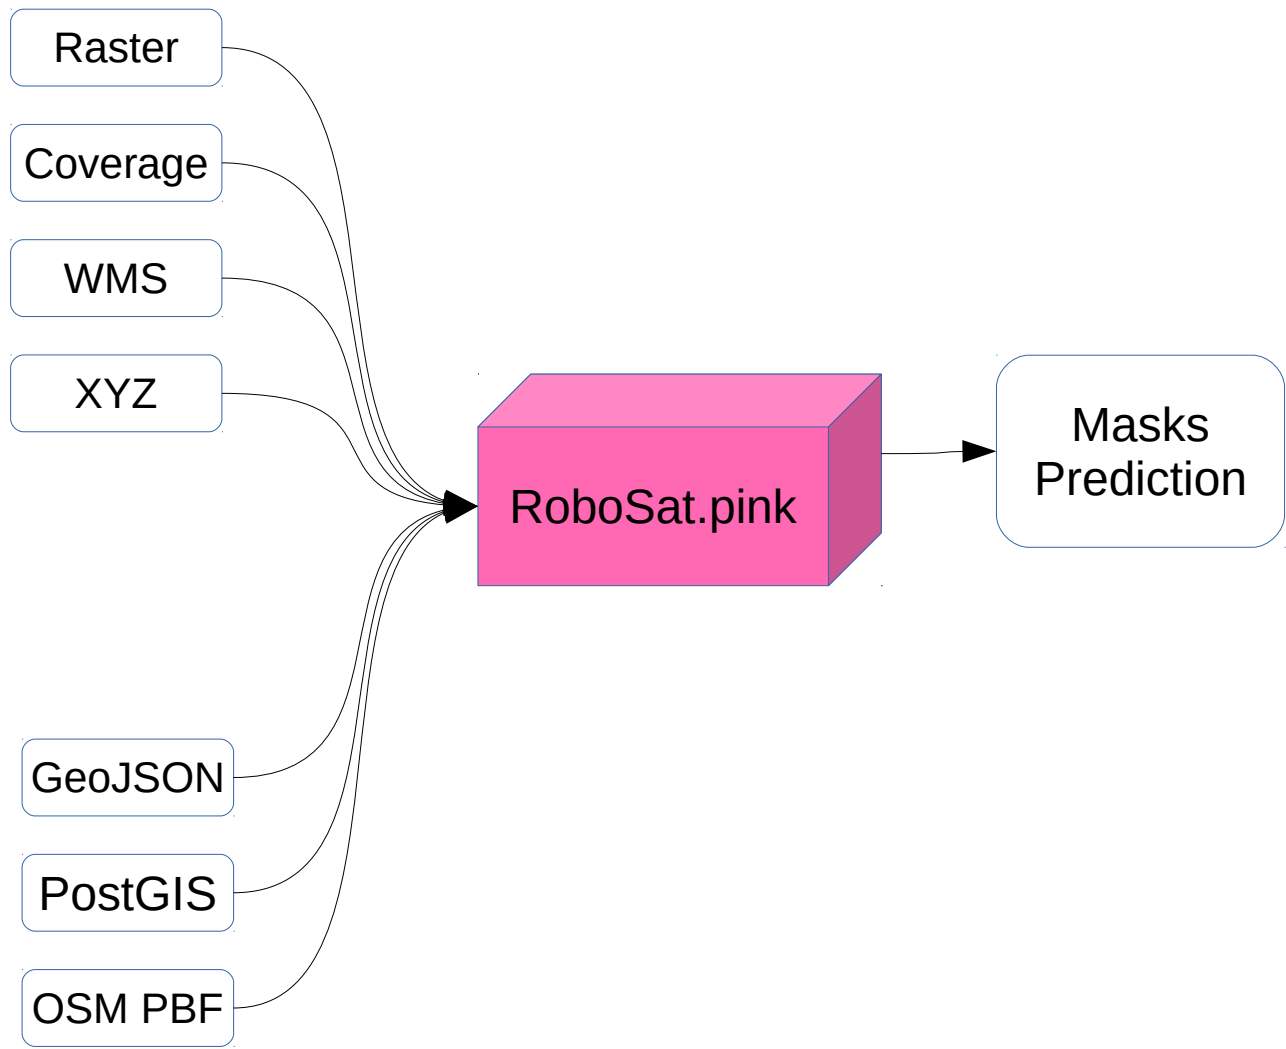 Raster
Coverage
WMS
XYZ
RoboSat.pink
Masks
Prediction
GeoJSON
PostGIS
OSM PBF